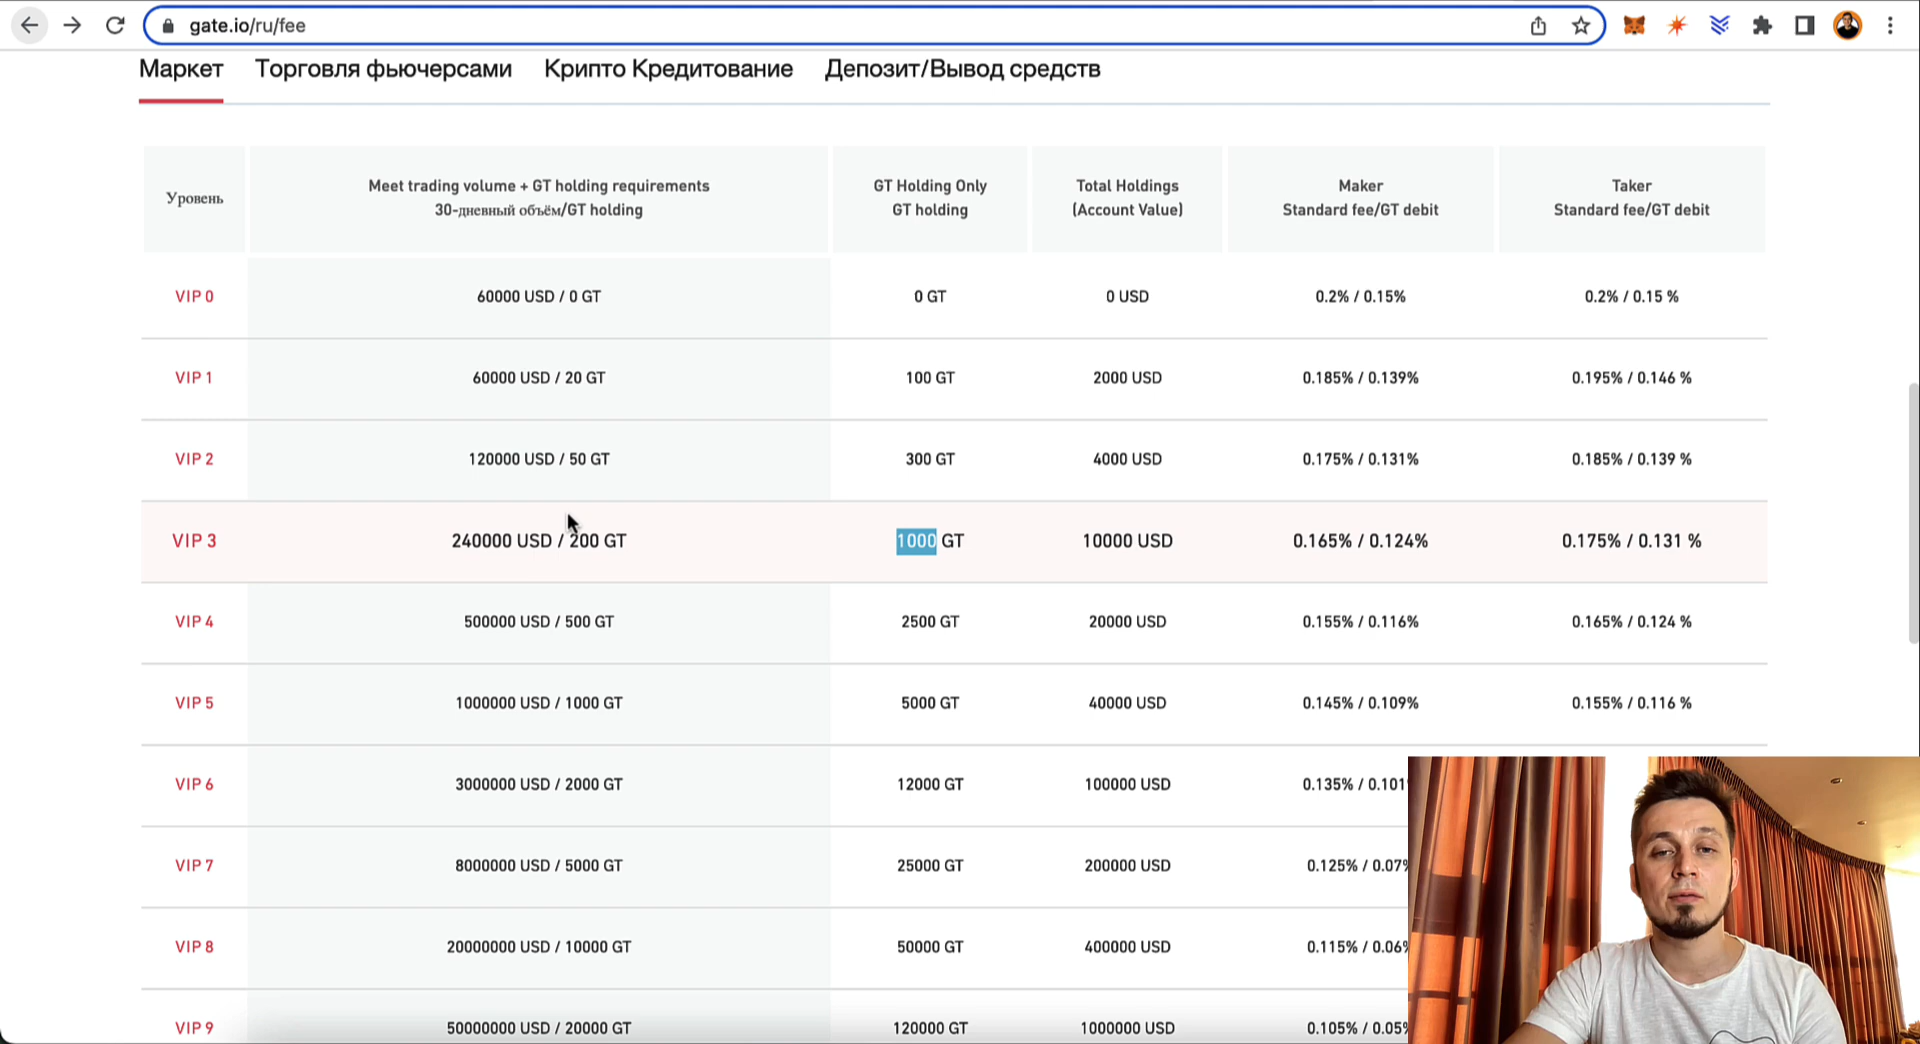 gate.io/ru/fee
Маркет Торговля фьючерсами Крипто Кредитование Депозит/Вывод средств
Уровень
Meet trading volume + GT holding requirements
30-дневный объём/GT holding
GT Holding Only
GT holding
Total Holdings
(Account Value)
Maker
Standard fee/GT debit
Taker
Standard fee/GT debit
VIP 0 60000 USD / 0 GT 0 GT 0 USD 0.2% / 0.15% 0.2% / 0.15 %
VIP 1 60000 USD / 20 GT 100 GT 2000 USD 0.185% / 0.139% 0.195% / 0.146 %
VIP 2 120000 USD / 50 GT 300 GT 4000 USD 0.175% / 0.131% 0.185% / 0.139 %
VIP 3 240000 USD / 200 GT 1000 GT 10000 USD 0.165% / 0.124% 0.175% / 0.131 %
VIP 4 500000 USD / 500 GT 2500 GT 20000 USD 0.155% / 0.116% 0.165% / 0.124 %
VIP 5 1000000 USD / 1000 GT 5000 GT 40000 USD 0.145% / 0.109% 0.155% / 0.116 %
VIP 6 3000000 USD / 2000 GT 12000 GT 100000 USD 0.135% / 0.101
VIP 7 8000000 USD / 5000 GT 25000 GT 200000 USD 0.125% / 0.07
VIP 8 20000000 USD / 10000 GT 50000 GT 400000 USD 0.115% / 0.06
VIP 9 50000000 USD / 20000 GT 120000 GT 1000000 USD 0.105% / 0.05